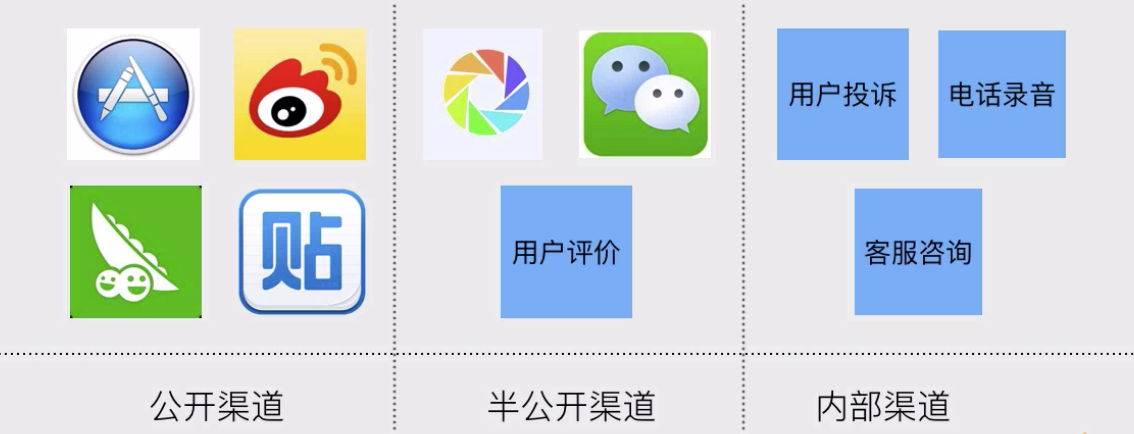 用户投诉
电话录音
贴
用户评价
客服咨询
公开渠道
半公开渠道
内部渠道